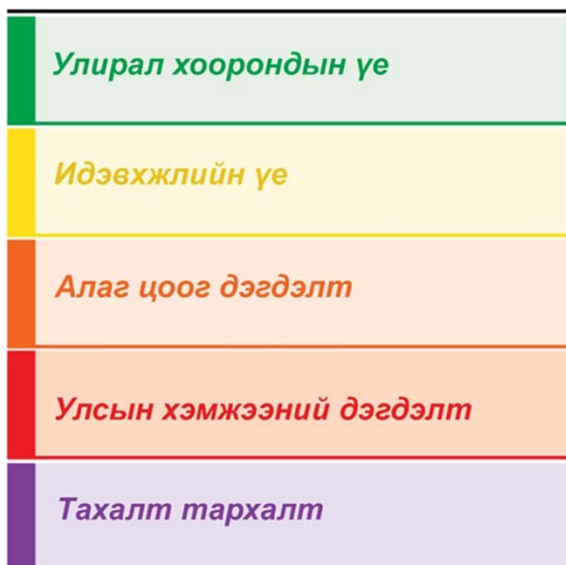 Улирал хоорондын үе
Идэвхжлийн үе
Алаг цоог дэгдэлт
Улсын хэмжээний дэгдэлт
Тахалт тархалт